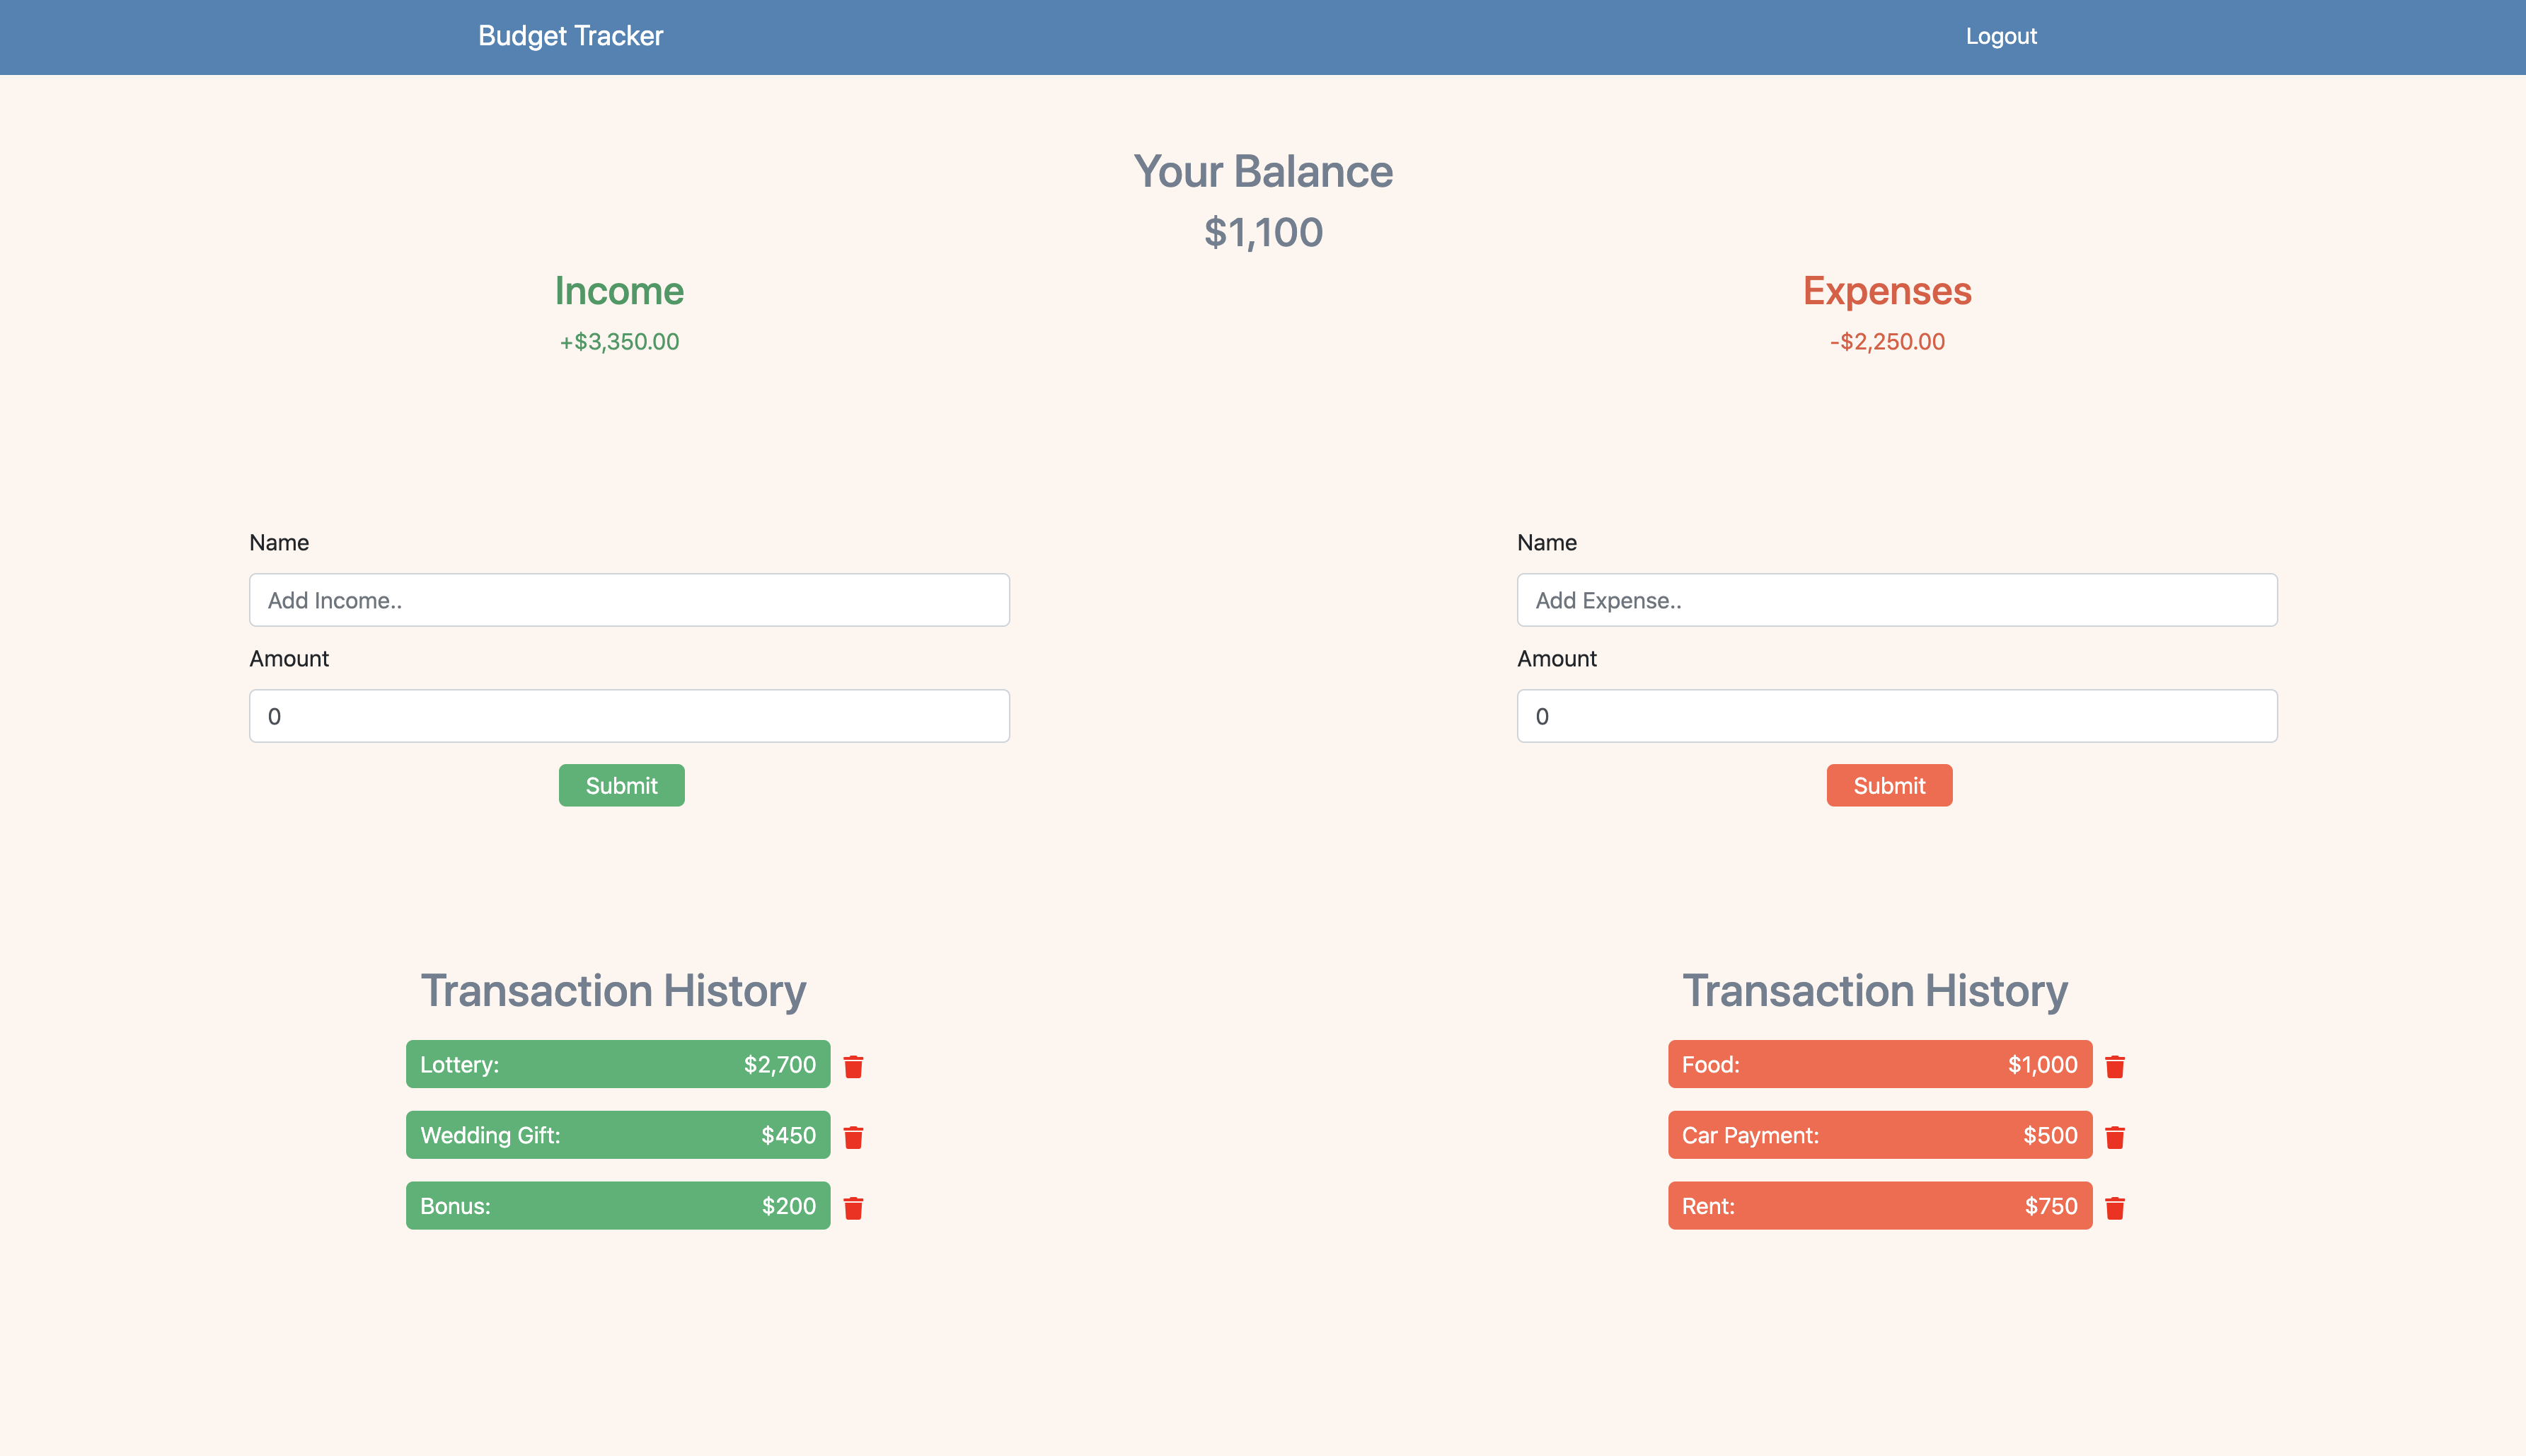 Budget Tracker
Logout
Your Balance
$1,100
Income
Expenses
+$3,350.00
-$2,250.00
Name
Add Income..
Amount
0
Submit
Name
Add Expense..
Amount
0
Submit
Transaction History
Lottery: $2,700
Wedding Gift: $450
Bonus: $200
Transaction History
Food: $1,000
Car Payment: $500
Rent: $750